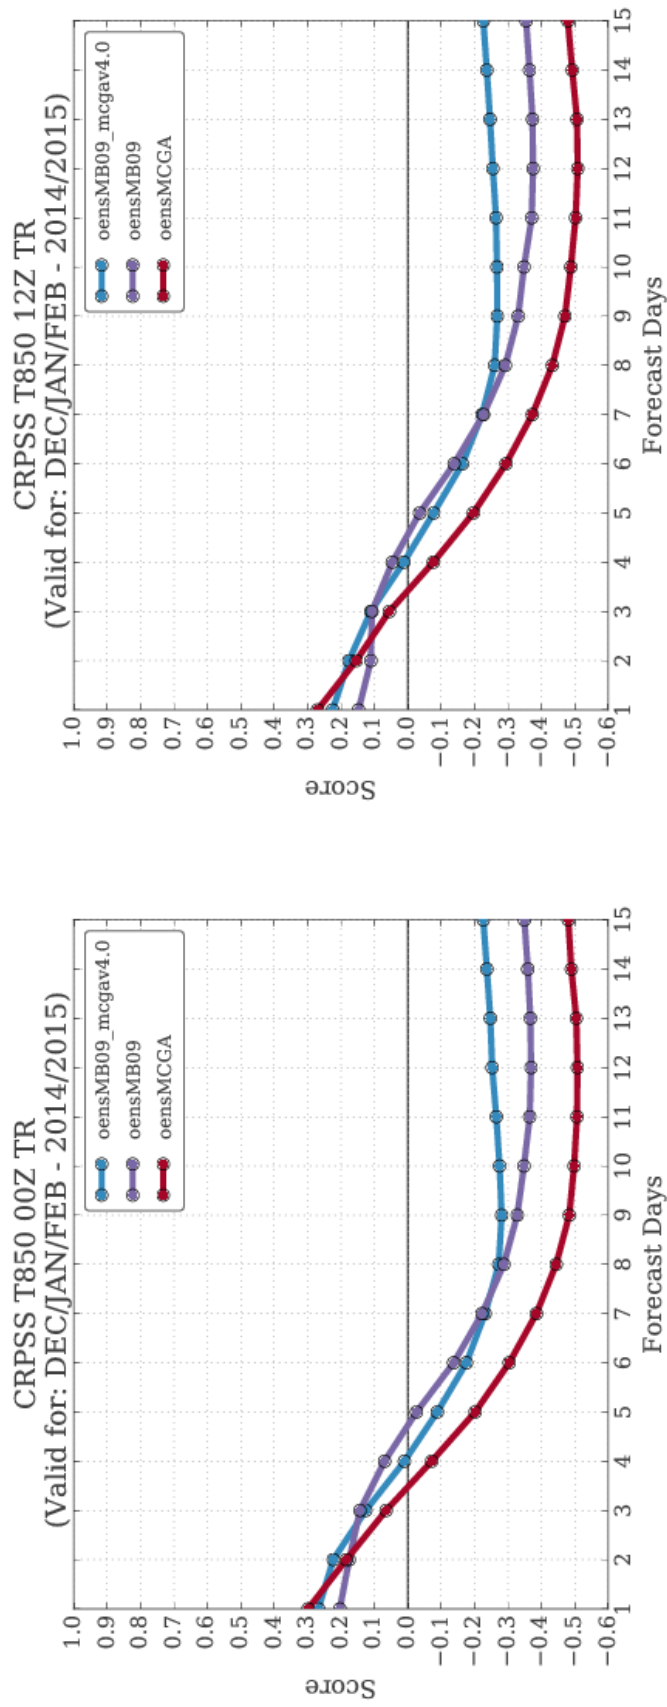 CRPSS T850 00Z TR
(Valid for: DEC/JAN/FEB - 2014/2015)
oensMB09_mcgav4.0
oensMB09
oensMCGA
1.0
0.9
0.8
0.7
0.6
0.5
0.4
0.3
0.2
0.1
0.0
−0.1
−0.2
−0.3
−0.4
−0.5
−0.6
Score
1 2 3 4 5 6 7 8 9 10 11 12 13 14 15
Forecast Days
CRPSS T850 12Z TR
(Valid for: DEC/JAN/FEB - 2014/2015)
oensMB09_mcgav4.0
oensMB09
oensMCGA
1.0
0.9
0.8
0.7
0.6
0.5
0.4
0.3
0.2
0.1
0.0
−0.1
−0.2
−0.3
−0.4
−0.5
−0.6
Score
1 2 3 4 5 6 7 8 9 10 11 12 13 14 15
Forecast Days